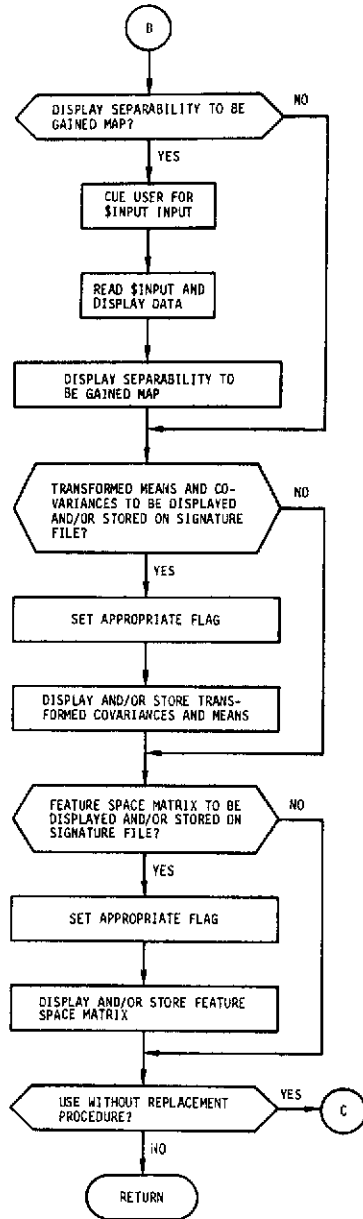 B
DISPLAY SEPARABILITY TO BE
GAINED MAP?
NO
YES
CUE USER FOR
$INPUT INPUT
READ $INPUT AND
DISPLAY DATA
DISPLAY SEPARABILITY TO
BE GAINED MAP
TRANSFORMED MEANS AND CO-
VARIANCES TO BE DISPLAYED
AND/OR STORED ON SIGNATURE
FILE?
NO
YES
SET APPROPRIATE FLAG
DISPLAY AND/OR STORE TRANS-
FORMED COVARIANCES AND MEANS
FEATURE SPACE MATRIX TO BE
DISPLAYED AND/OR STORED ON
SIGNATURE FILE?
NO
YES
SET APPROPRIATE FLAG
DISPLAY AND/OR STORE FEATURE
SPACE MATRIX
USE WITHOUT REPLACEMENT
PROCEDURE?
YES
C
NO
RETURN